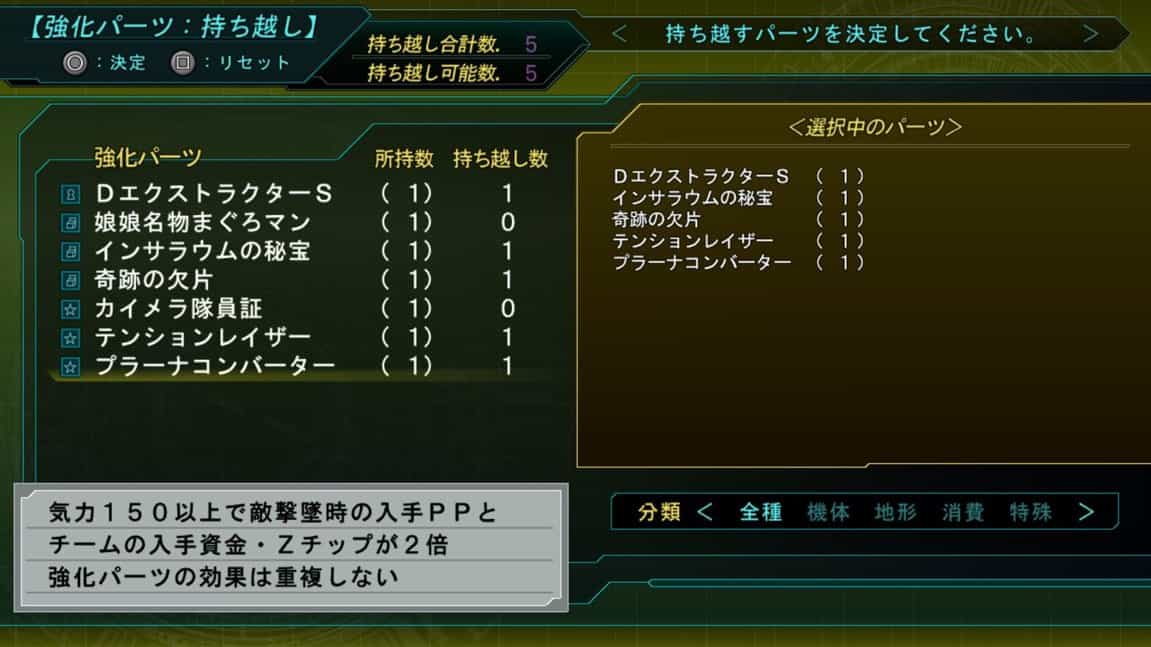 【強化パーツ：持ち越し】
◎：決定 □：リセット
持ち越し合計数. 5
持ち越し可能数. 5
＜ 持ち越すパーツを決定してください。 ＞
強化パーツ 所持数 持ち越し数
ＤエクストラクターＳ ( 1) 1
娘娘名物まぐろマン ( 1) 0
インサラウムの秘宝 ( 1) 1
奇跡の欠片 ( 1) 1
☆ カイメラ隊員証 ( 1) 0
☆ テンションレイザー ( 1) 1
☆ プラーナコンバーター ( 1) 1
＜選択中のパーツ＞
ＤエクストラクターＳ ( 1)
インサラウムの秘宝 ( 1)
奇跡の欠片 ( 1)
テンションレイザー ( 1)
プラーナコンバーター ( 1)
分類 ＜ 全種 機体 地形 消費 特殊 ＞
気力１５０以上で敵撃墜時の入手ＰＰと
チームの入手資金・Ｚチップが２倍
強化パーツの効果は重複しない